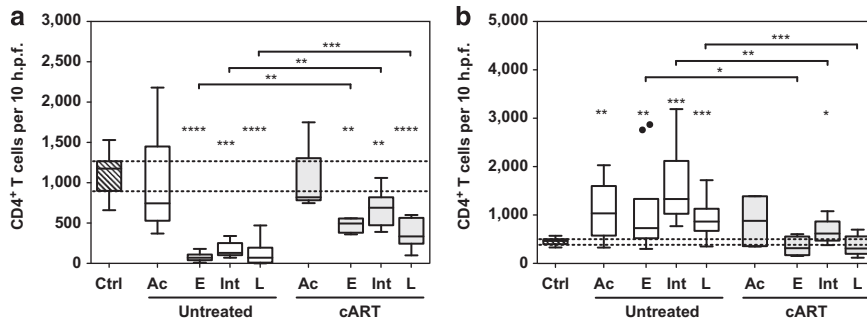 a
CD4+ T cells per 10 h.p.f.
3,000
2,500
2,000
1,500
1,000
500
0
***
**
**
**** *** **** ** ** ****
Ctrl Ac E Int L Ac E Int L
Untreated cART
b
CD4+ T cells per 10 h.p.f.
5,000
4,000
3,000
2,000
1,000
0
***
**
*
** ** *** *** *
Ctrl Ac E Int L Ac E Int L
Untreated cART